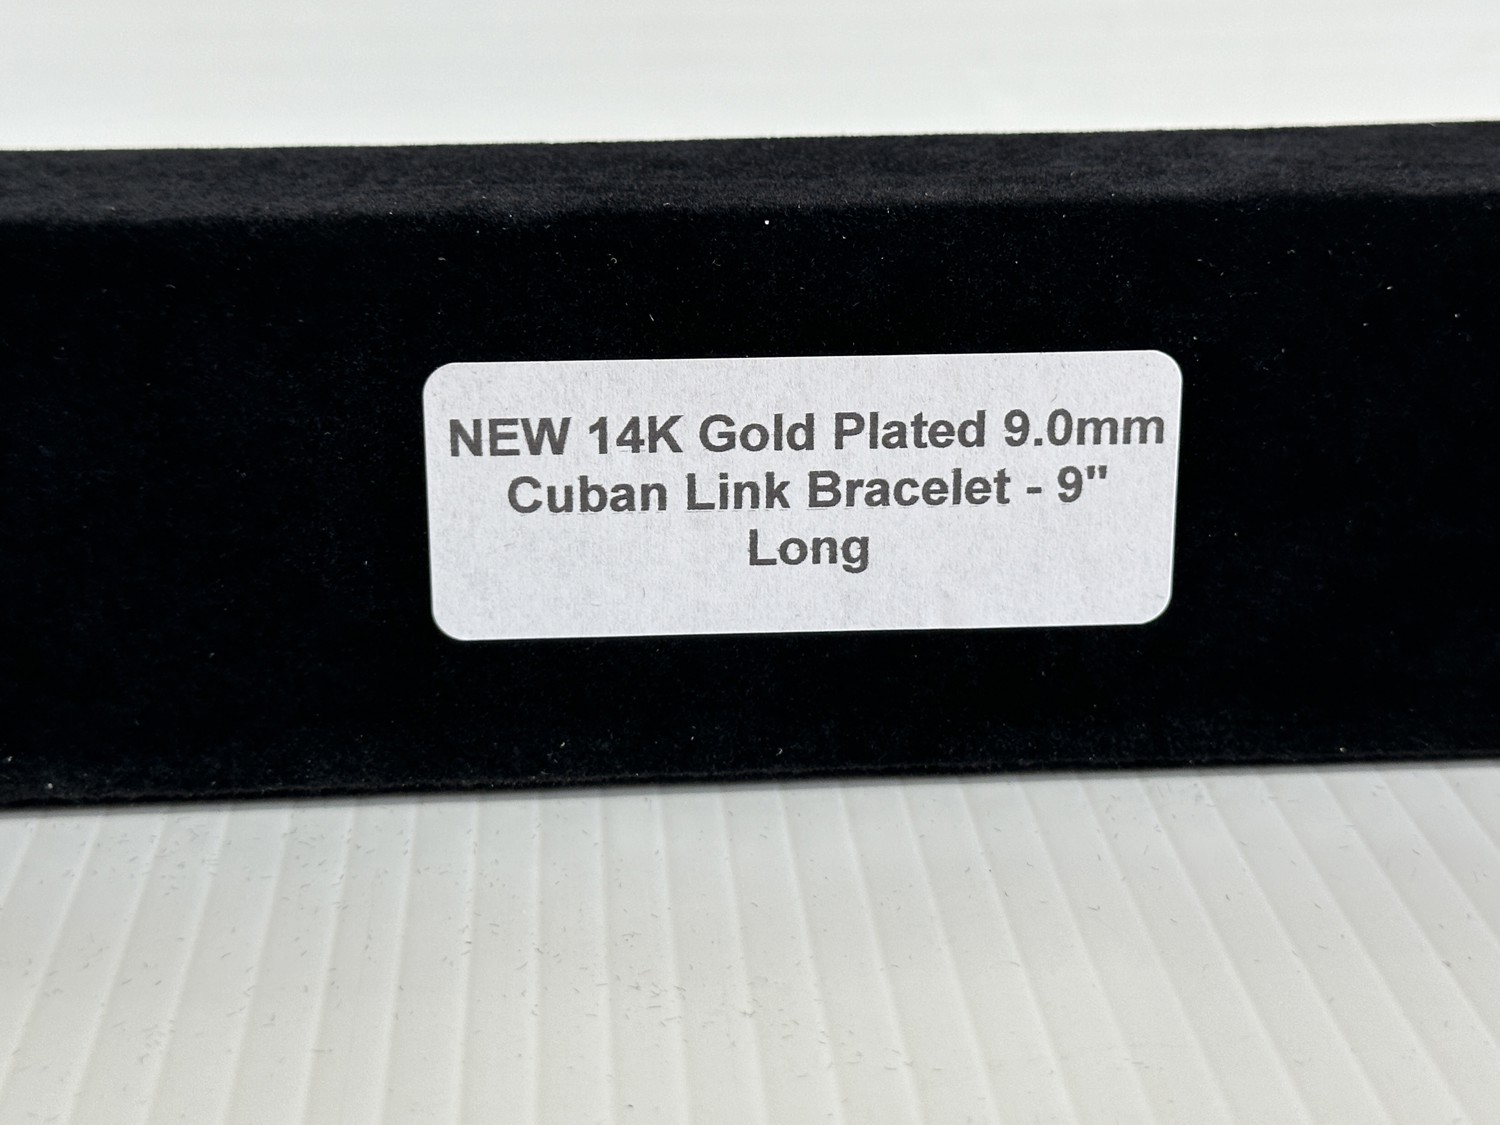 NEW 14K Gold Plated 9.0mm
Cuban Link Bracelet - 9"
Long